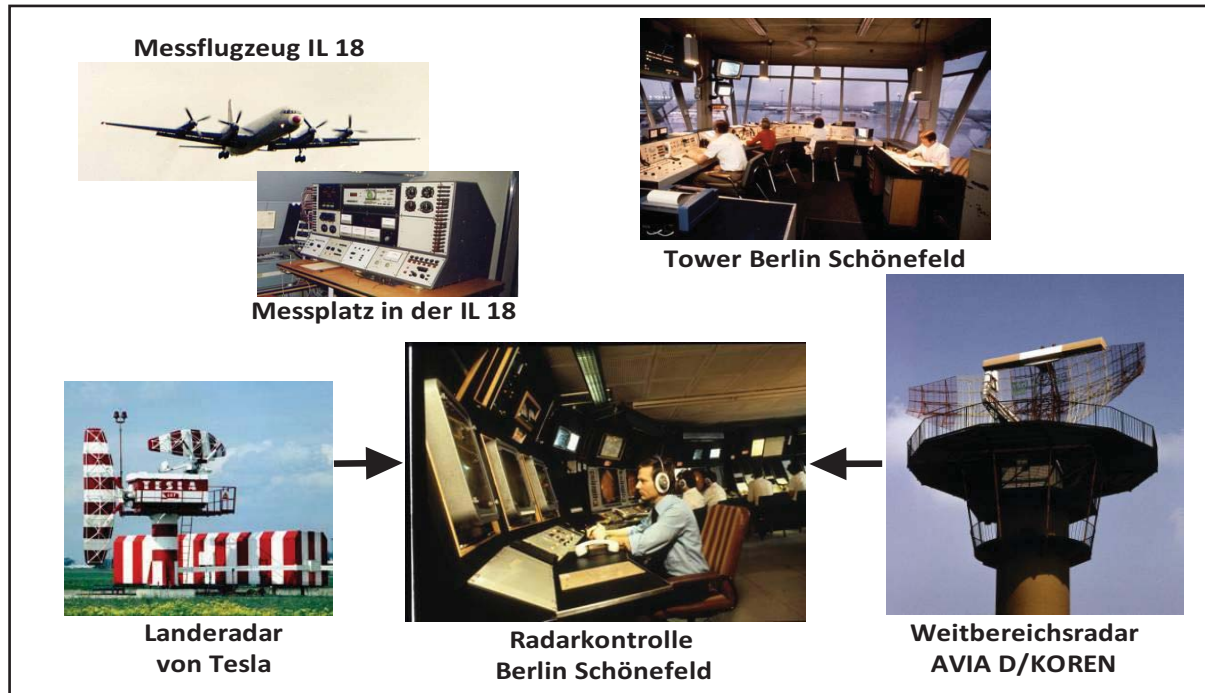 Messflugzeug IL 18
Tower Berlin Schönefeld
Messplatz in der IL 18
TESLA
Landeradar
von Tesla
Radarkontrolle
Berlin Schönefeld
Weitbereichsradar
AVIA D/KOREN